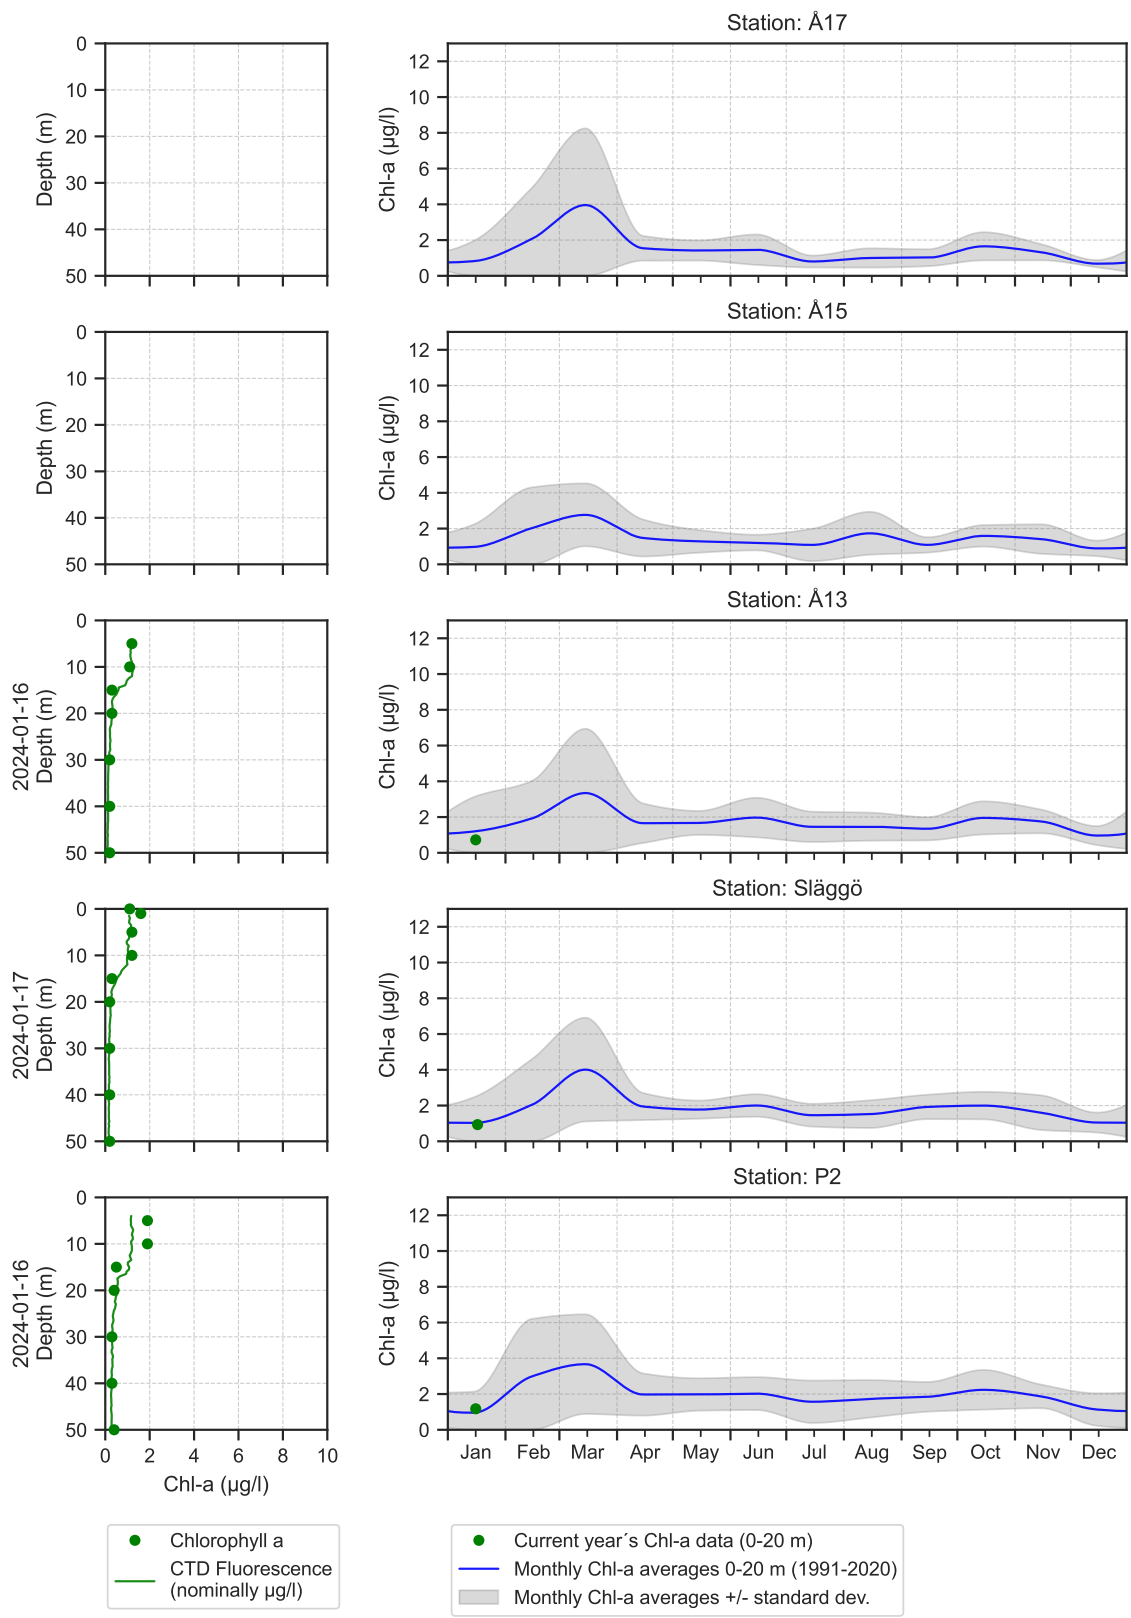 Station: Å17
0
10
20
30
40
50
Depth (m)
12
10
8
6
4
2
0
Chl-a (µg/l)
Station: Å15
0
10
20
30
40
50
Depth (m)
12
10
8
6
4
2
0
Chl-a (µg/l)
Station: Å13
0
10
20
30
40
50
2024-01-16
Depth (m)
12
10
8
6
4
2
0
Chl-a (µg/l)
Station: Släggö
0
10
20
30
40
50
2024-01-17
Depth (m)
12
10
8
6
4
2
0
Chl-a (µg/l)
Station: P2
0
10
20
30
40
50
2024-01-16
Depth (m)
0 2 4 6 8 10
Chl-a (µg/l)
12
10
8
6
4
2
0
Chl-a (µg/l)
Jan Feb Mar Apr May Jun Jul Aug Sep Oct Nov Dec
Chlorophyll a
CTD Fluorescence
(nominally µg/l)
Current year´s Chl-a data (0-20 m)
Monthly Chl-a averages 0-20 m (1991-2020)
Monthly Chl-a averages +/- standard dev.